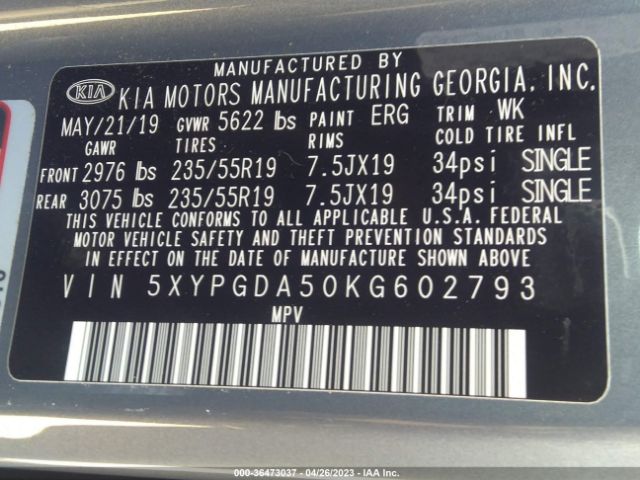 MANUFACTURED BY
KIA KIA MOTORS MANUFACTURING GEORGIA, INC.
MAY/21/19 GVWR 5622 lbs PAINT ERG TRIM WK
GAWR TIRES RIMS COLD TIRE INFL
FRONT 2976 lbs 235/55R19 7.5JX19 34psi SINGLE
REAR 3075 lbs 235/55R19 7.5JX19 34psi SINGLE
THIS VEHICLE CONFORMS TO ALL APPLICABLE U.S.A. FEDERAL
MOTOR VEHICLE SAFETY AND THEFT PREVENTION STANDARDS
IN EFFECT ON THE DATE OF MANUFACTURE SHOWN ABOVE
VIN 5XYPGDA50KG602793
MPV
000-36473037 - 04/26/2023 - IAA Inc.